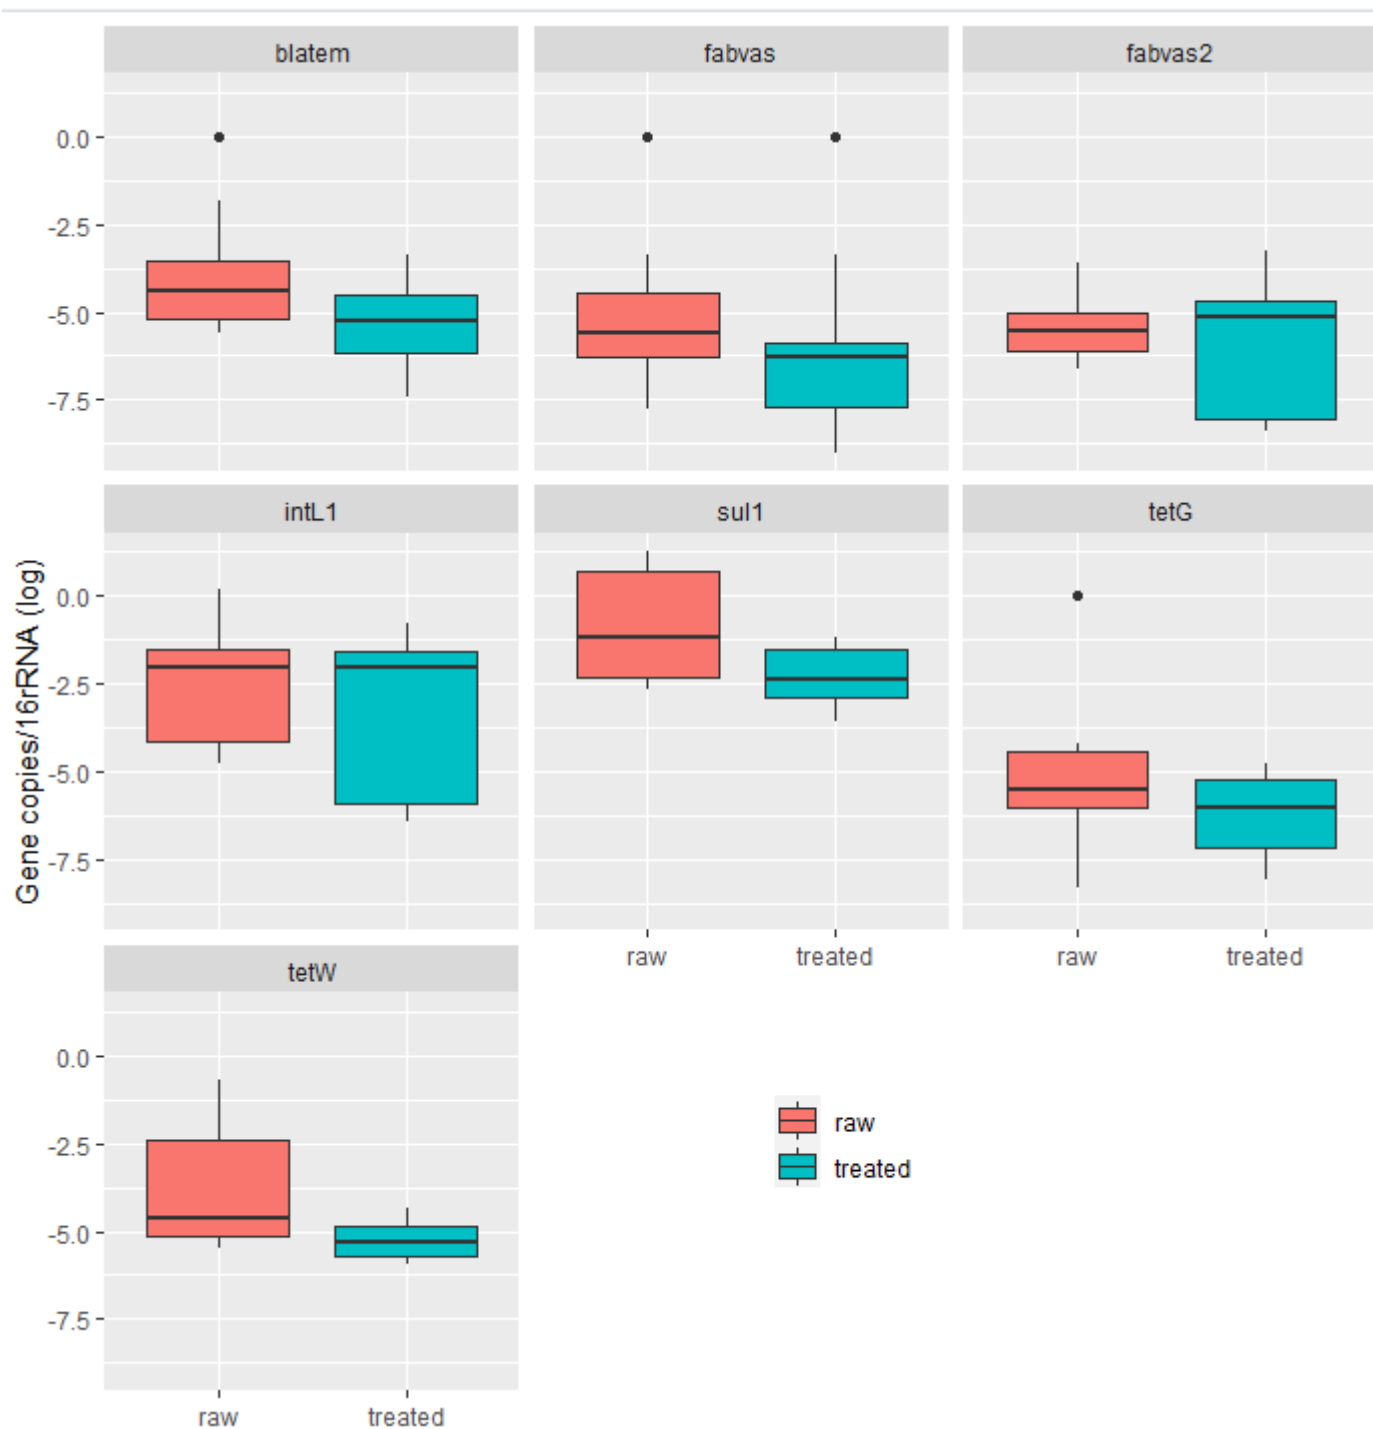 blatem
fabvas
fabvas2
0.0
-2.5
-5.0
-7.5
intL1
sul1
tetG
Gene copies/16rRNA (log)
0.0
-2.5
-5.0
-7.5
raw
treated
raw
treated
tetW
0.0
-2.5
-5.0
-7.5
raw
treated
raw
treated